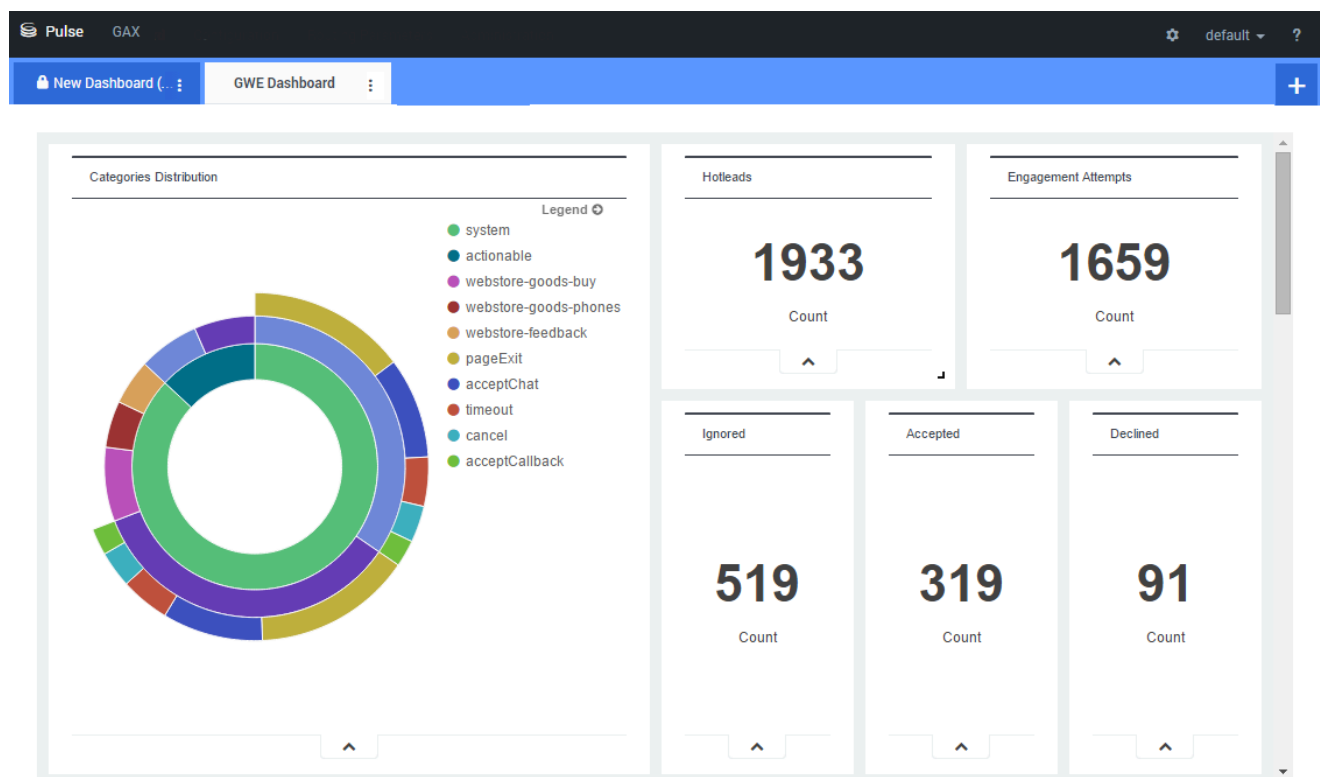 Pulse GAX default ?
New Dashboard (... GWE Dashboard +
Categories Distribution
Legend
system
actionable
webstore-goods-buy
webstore-goods-phones
webstore-feedback
pageExit
acceptChat
timeout
cancel
acceptCallback
Hotleads
1933
Count
Engagement Attempts
1659
Count
Ignored
519
Count
Accepted
319
Count
Declined
91
Count